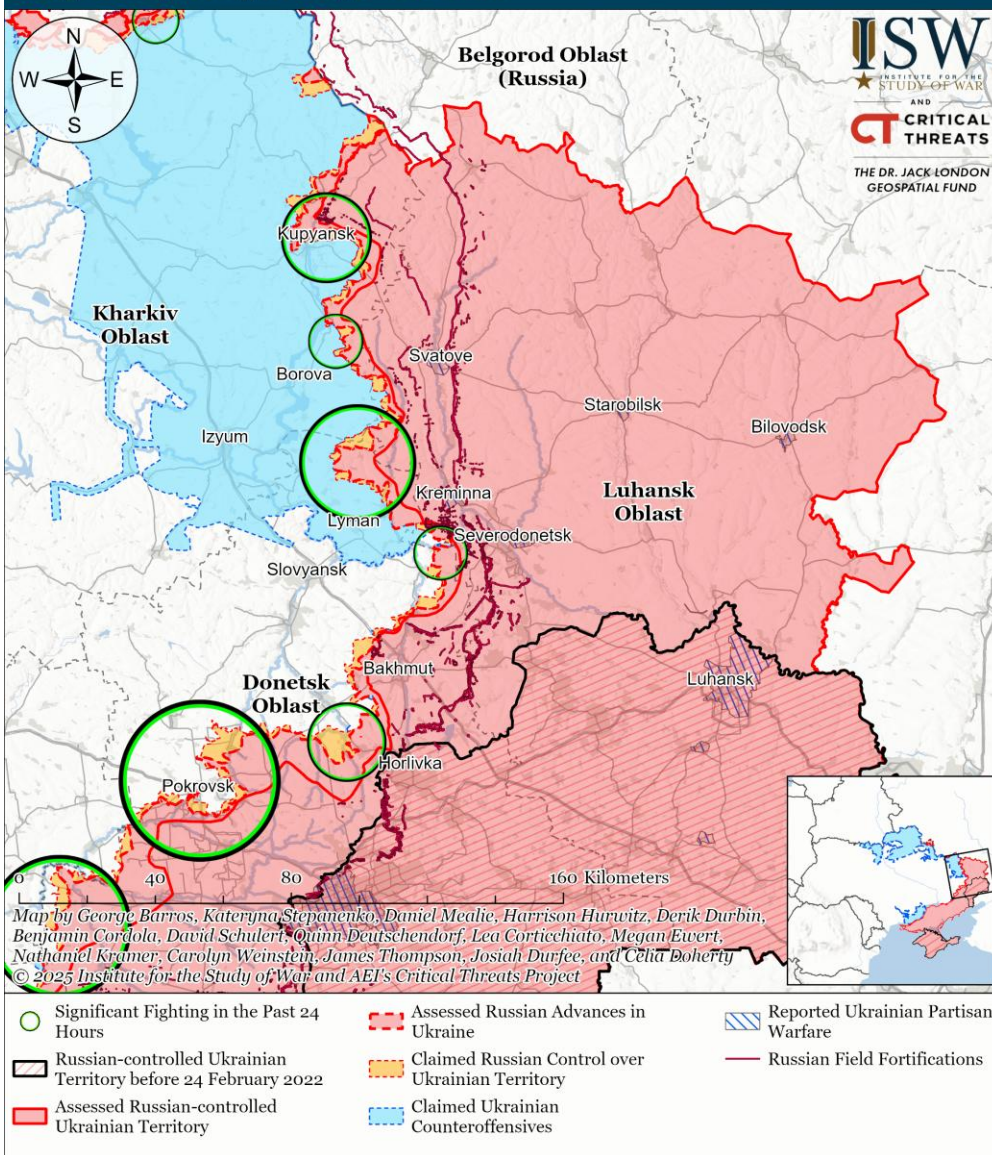 N
W
E
S
Belgorod Oblast
(Russia)
ISW
INSTITUTE FOR THE
STUDY OF WAR
AND
CT CRITICAL
THREATS
THE DR. JACK LONDON
GEOSPATIAL FUND
Kupyansk
Kharkiv
Oblast
Borova
Svatove
Starobilsk
Bilovodsk
Izyum
Kreminna
Luhansk
Oblast
Lyman
Severodonetsk
Slovyansk
Bakhmut
Luhansk
Donetsk
Oblast
Horlivka
Pokrovsk
0
40
80
160 Kilometers
Map by George Barros, Kateryna Stepanenko, Daniel Mealie, Harrison Hurwitz, Derik Durbin,
Benjamin Cordola, David Schulert, Quinn Deutschendorf, Lea Corticchiato, Megan Ewert,
Nathaniel Kramer, Carolyn Weinstein, James Thompson, Josiah Durfee, and Celia Doherty
© 2025 Institute for the Study of War and AEI's Critical Threats Project
Significant Fighting in the Past 24
Hours
Russian-controlled Ukrainian
Territory before 24 February 2022
Assessed Russian-controlled
Ukrainian Territory
Assessed Russian Advances in
Ukraine
Claimed Russian Control over
Ukrainian Territory
Claimed Ukrainian
Counteroffensives
Reported Ukrainian Partisan
Warfare
Russian Field Fortifications